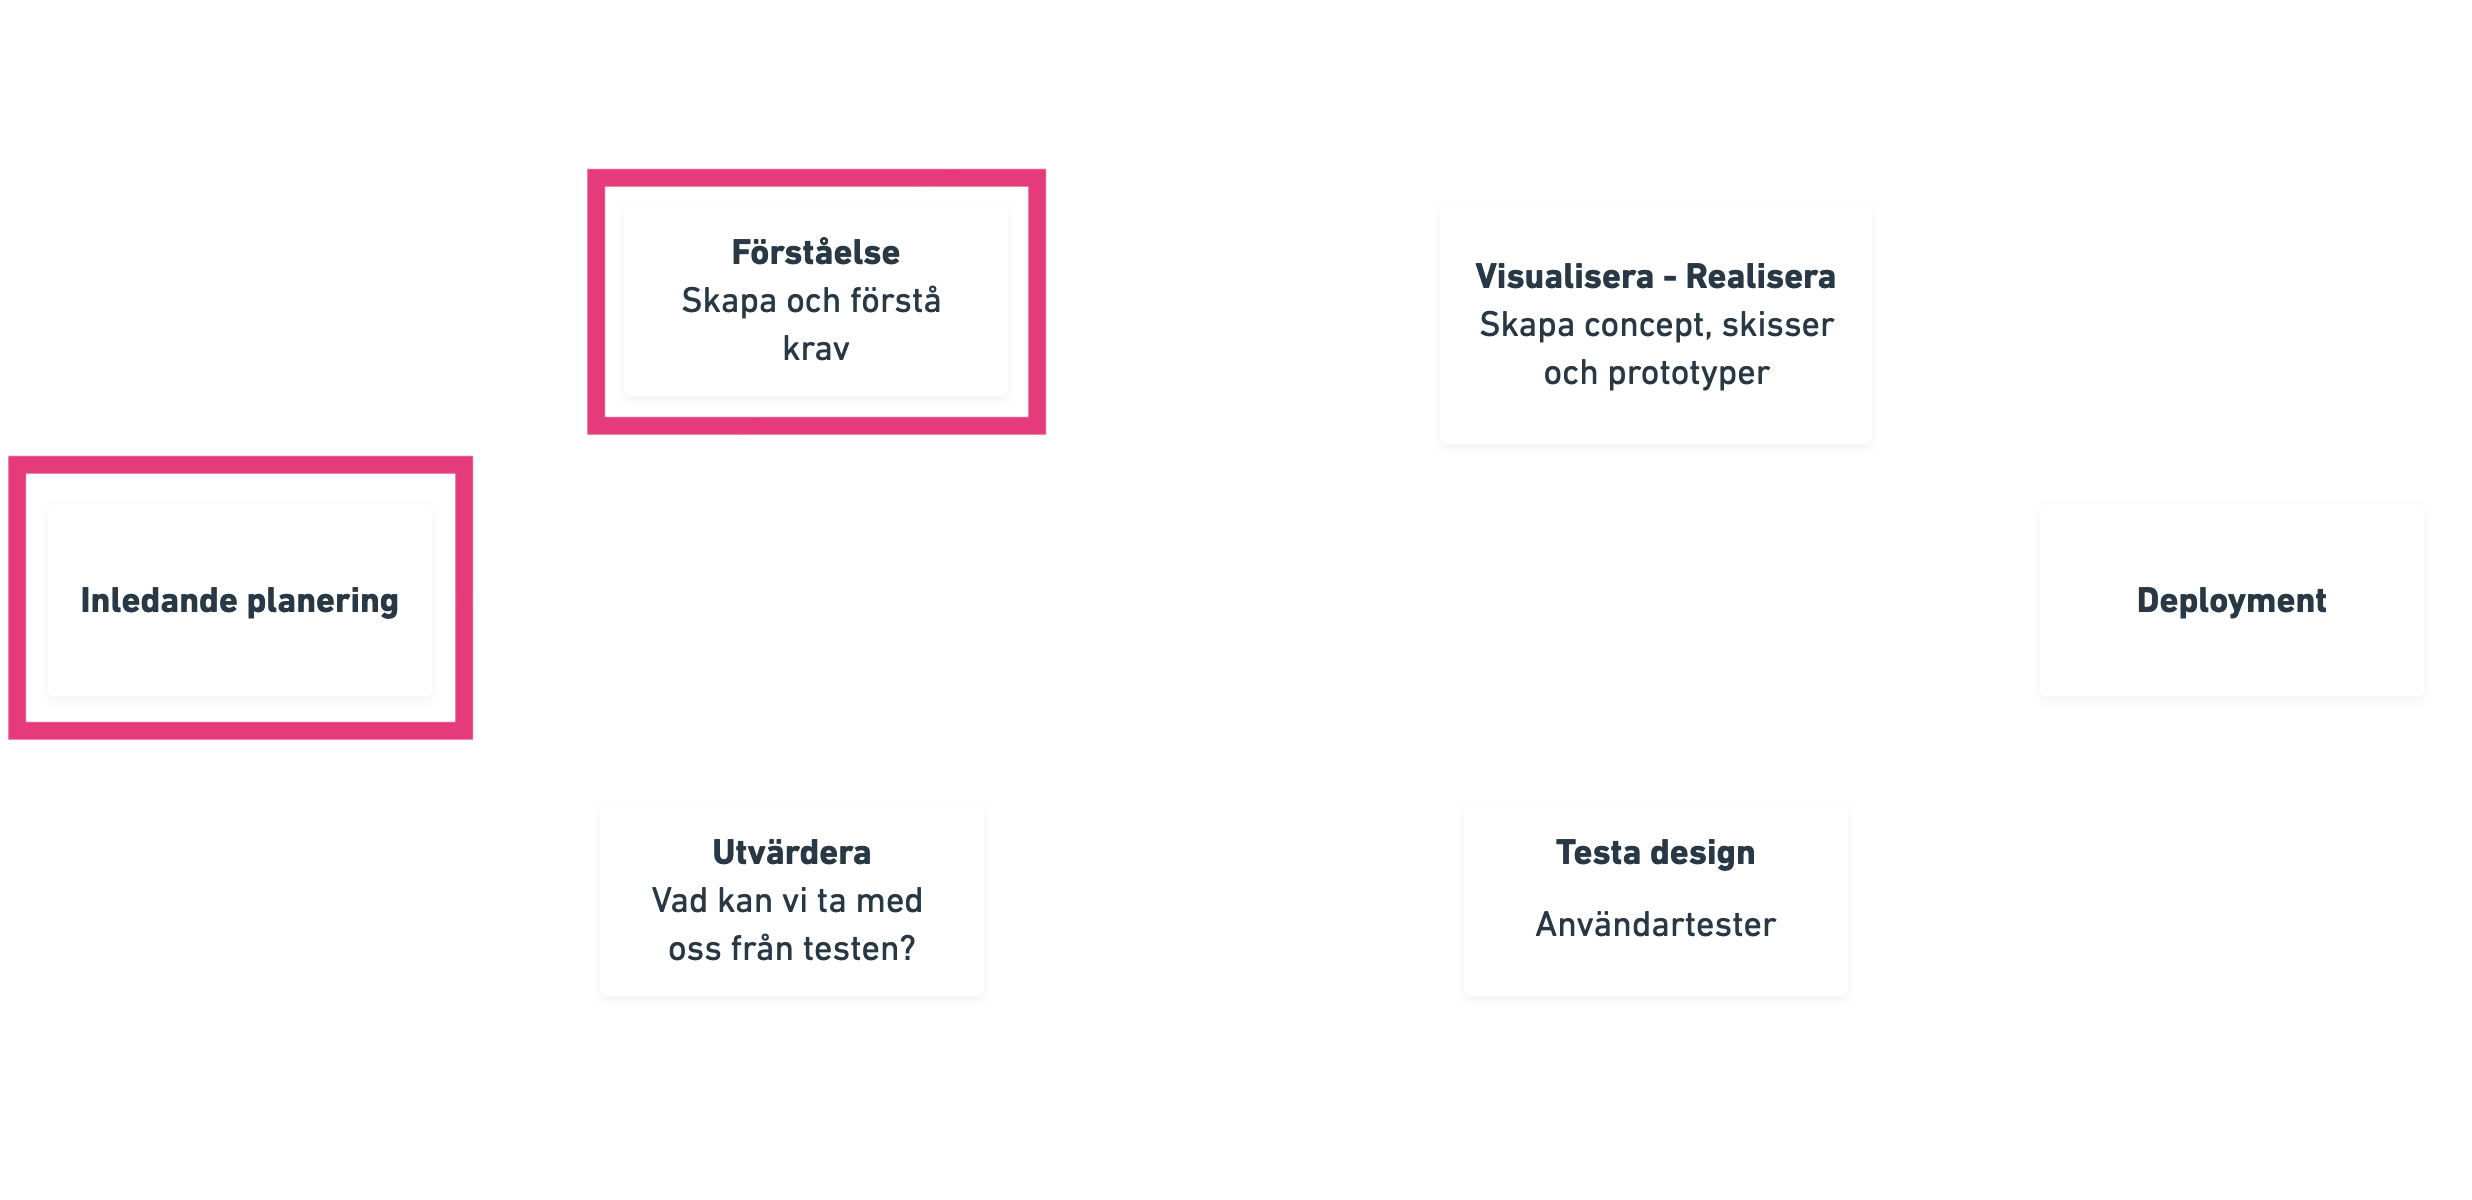 Förståelse
Skapa och förstå
krav
Visualisera - Realisera
Skapa concept, skisser
och prototyper
Inledande planering
Deployment
Utvärdera
Vad kan vi ta med
oss från testen?
Testa design
Användartester